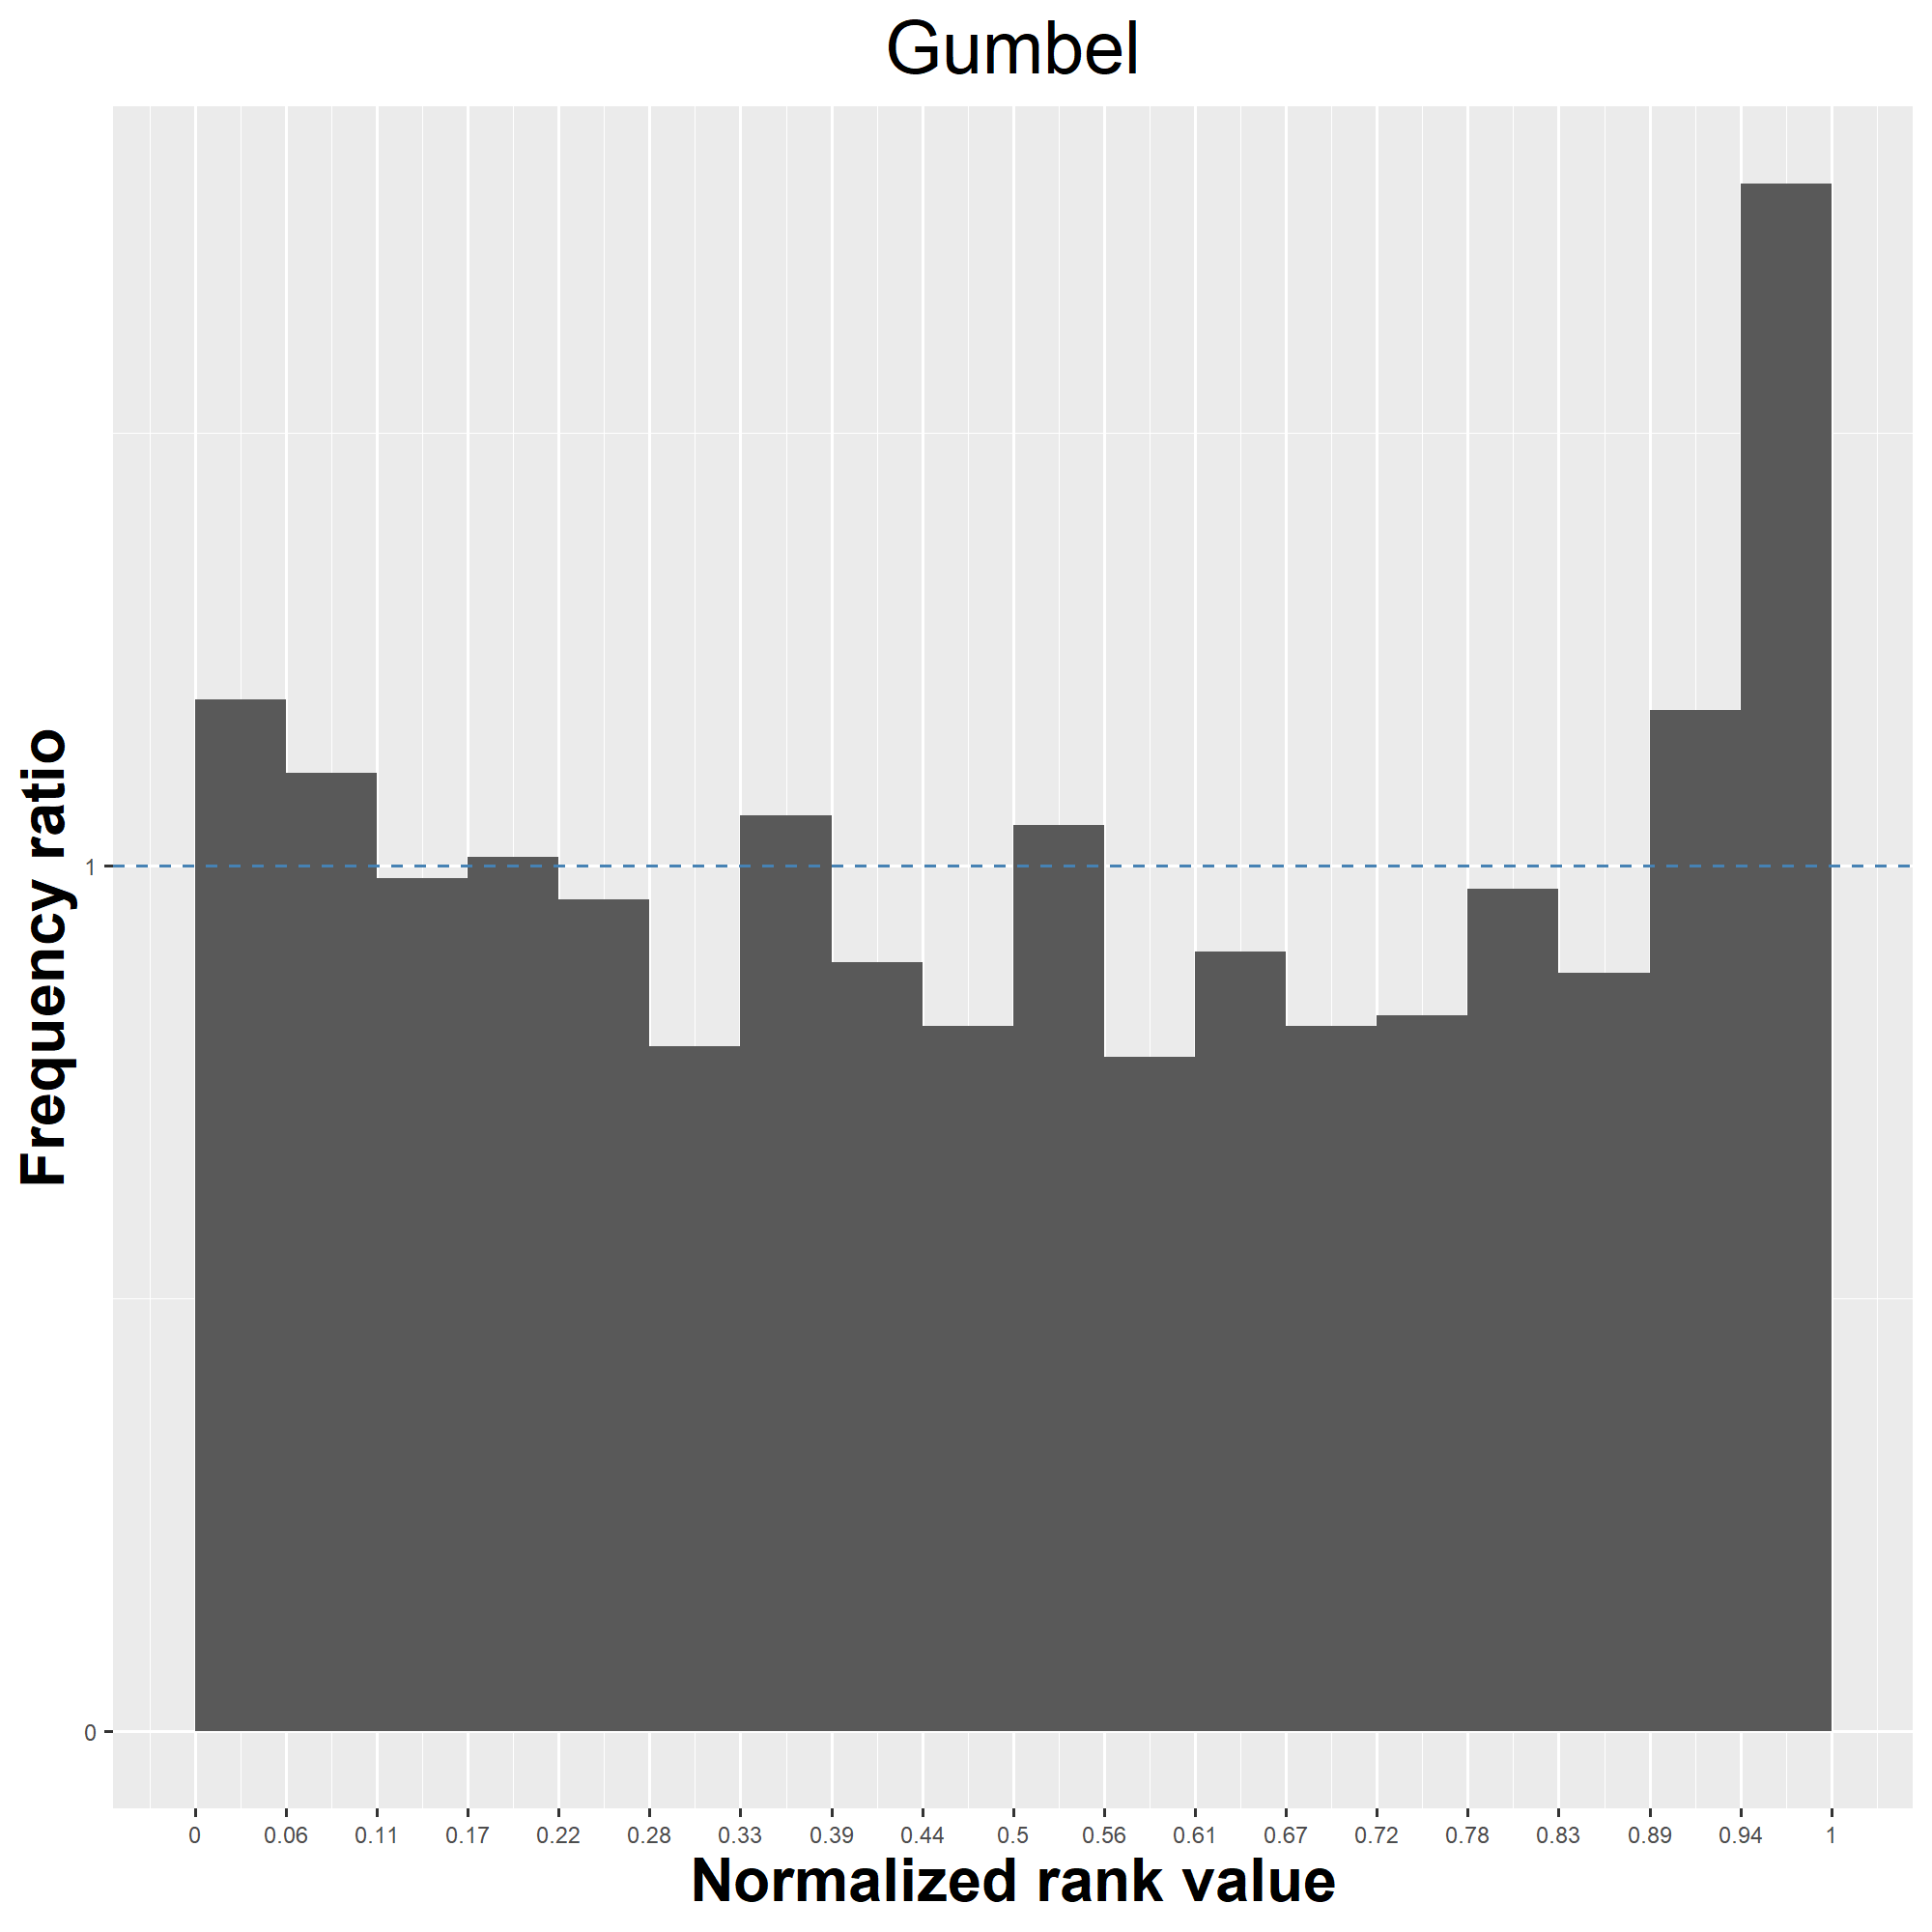 Gumbel
Frequency ratio
1
0
0 0.06 0.11 0.17 0.22 0.28 0.33 0.39 0.44 0.5 0.56 0.61 0.67 0.72 0.78 0.83 0.89 0.94 1
Normalized rank value